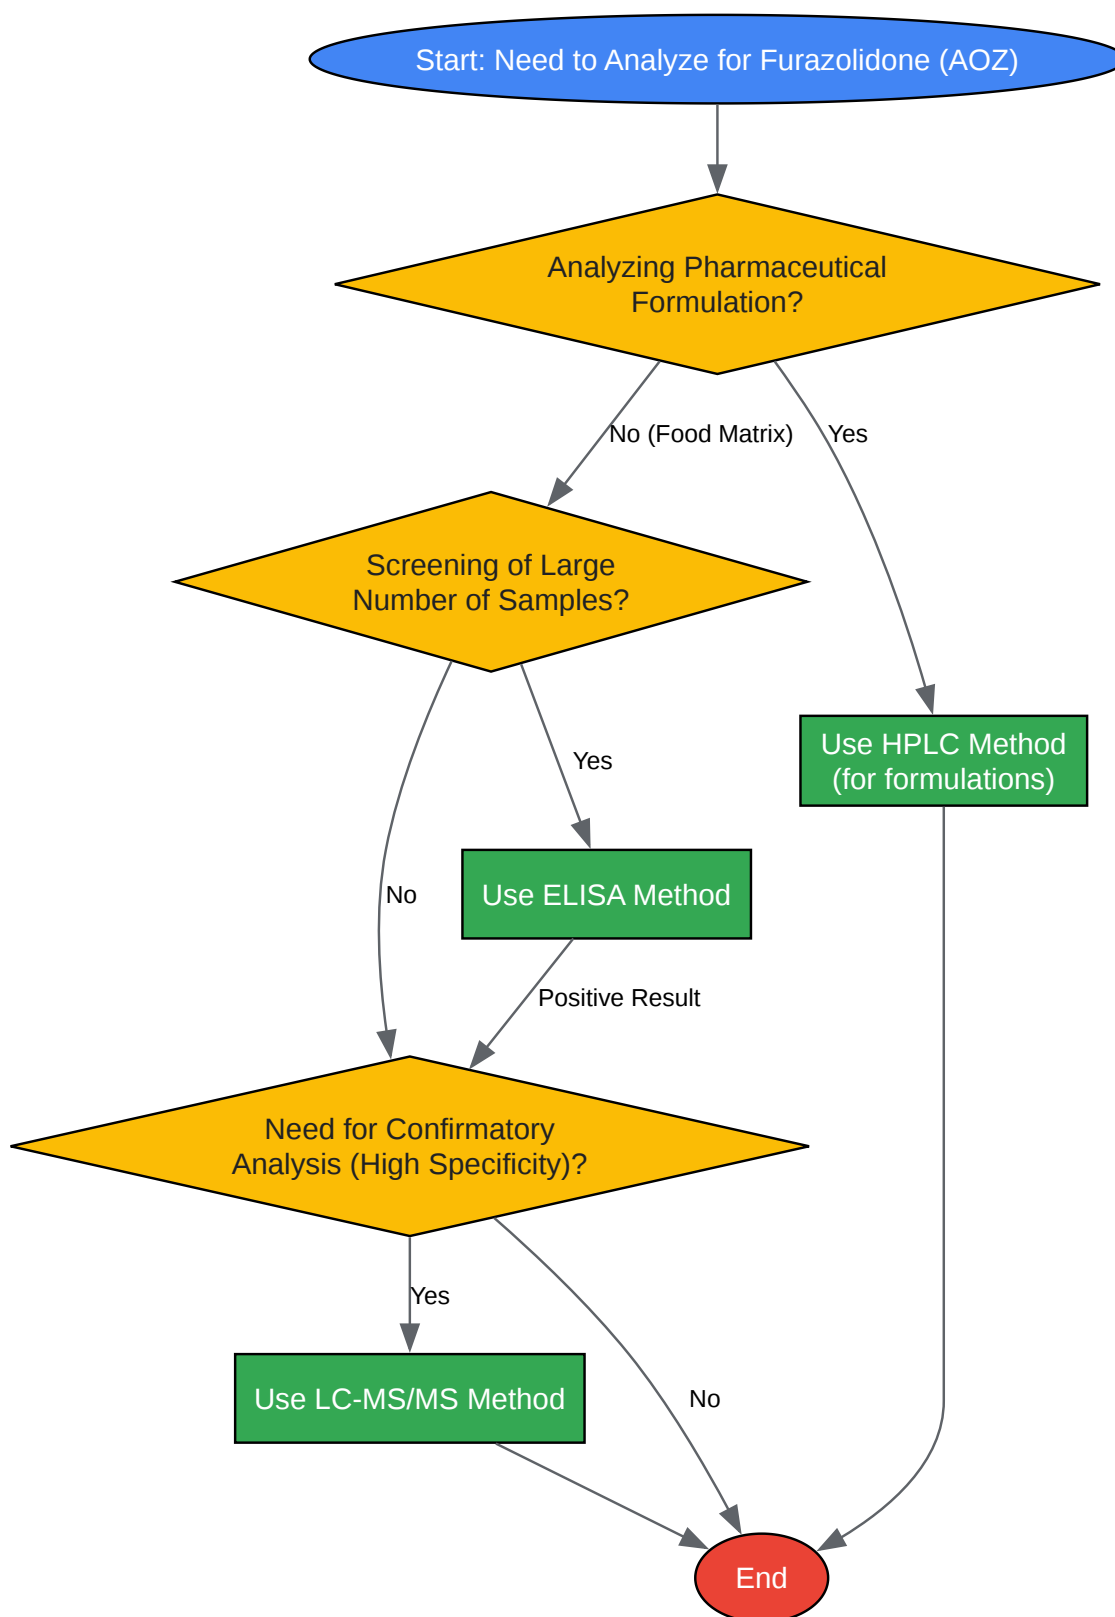 Start: Need to Analyze for Furazolidone (AOZ)
Analyzing Pharmaceutical
Formulation?
No (Food Matrix)
Yes
Screening of Large
Number of Samples?
Use HPLC Method
(for formulations)
Yes
No
Use ELISA Method
Positive Result
Need for Confirmatory
Analysis (High Specificity)?
Yes
Use LC-MS/MS Method
No
End